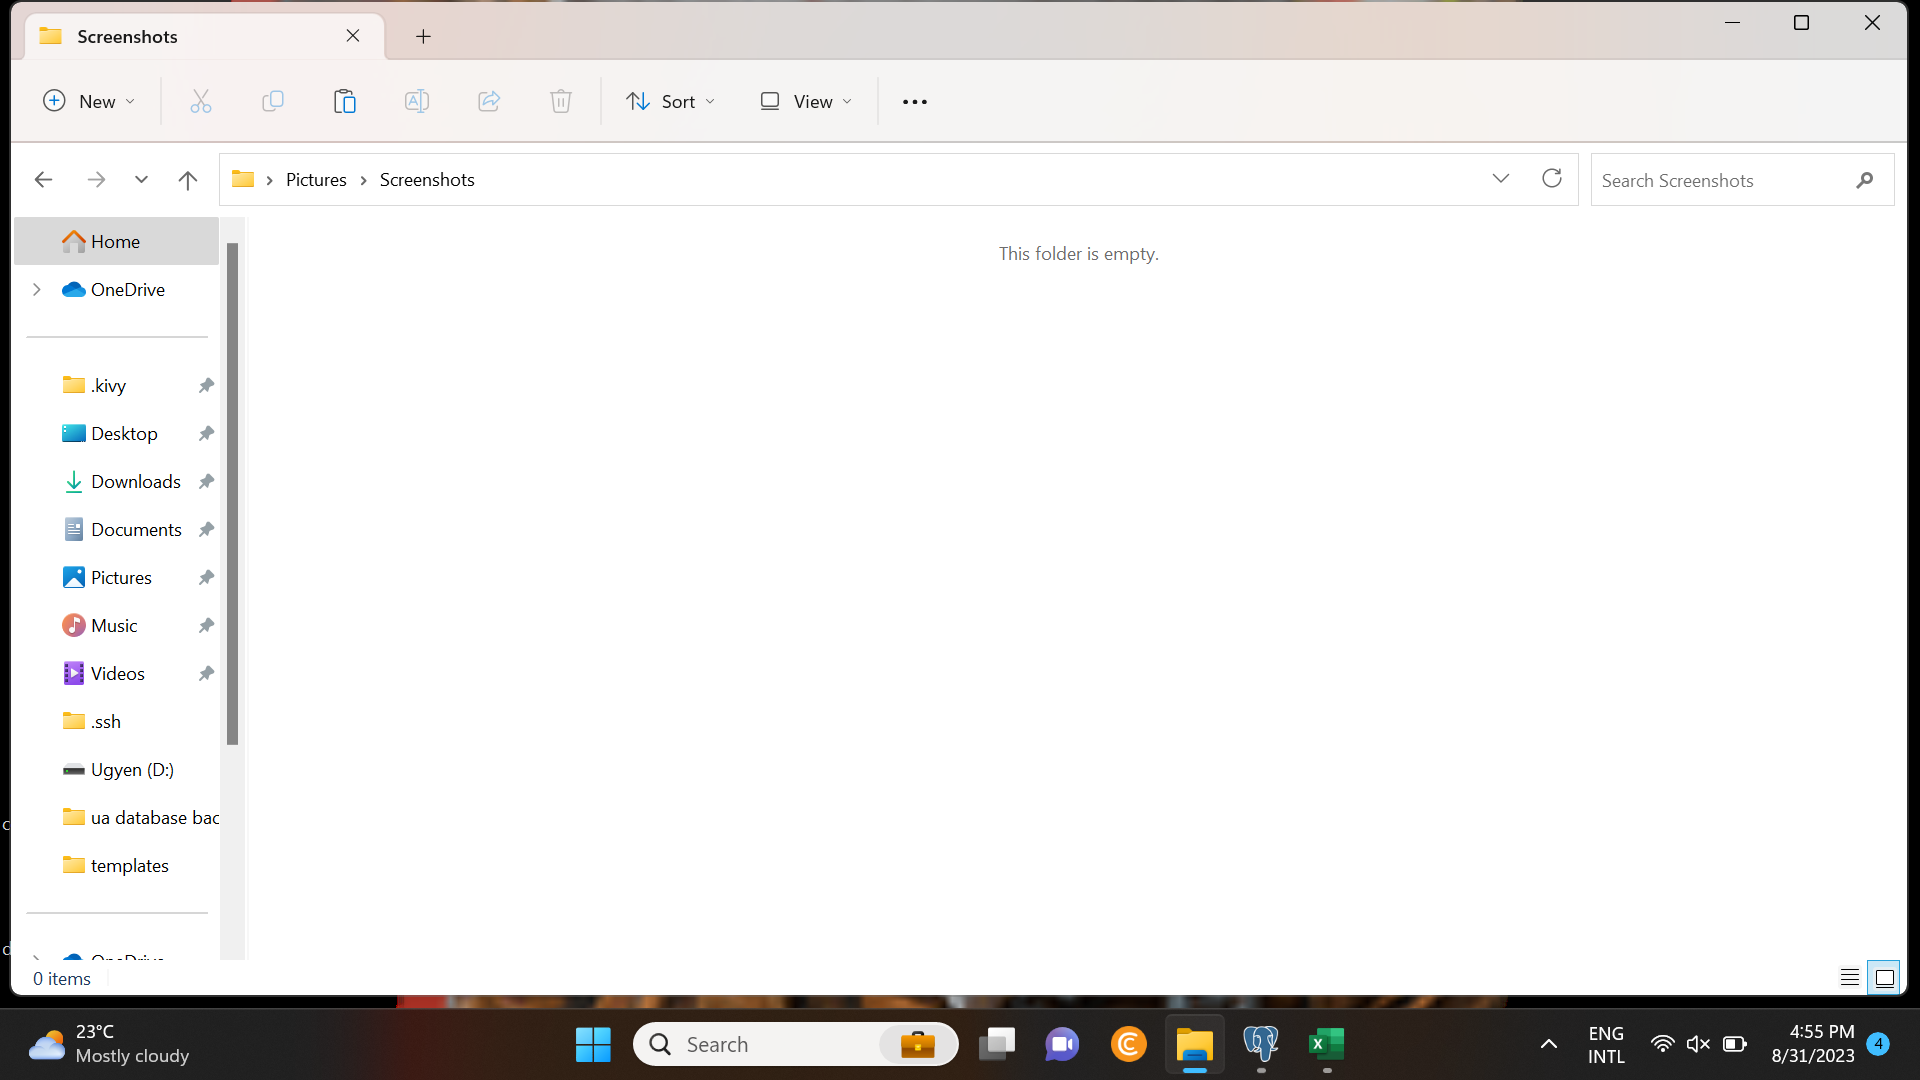 Screenshots
New
Sort
View
Pictures
Screenshots
Search Screenshots
Home
OneDrive
.kivy
Desktop
Downloads
Documents
Pictures
Music
Videos
.ssh
Ugyen (D:)
ua database bac
templates
OneDrive
This folder is empty.
0 items
23°C
Mostly cloudy
Search
ENG
INTL
4:55 PM
8/31/2023
4